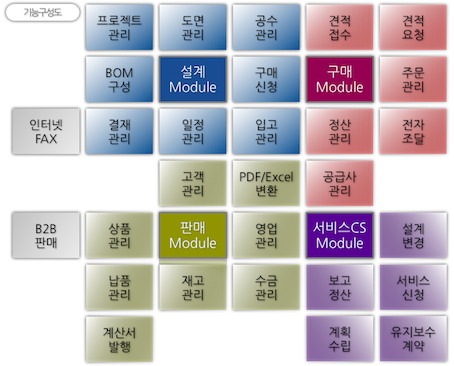 기능구성도
프로젝트
관리
도면
관리
공수
관리
견적
접수
견적
요청
BOM
구성
설계
Module
구매
신청
구매
Module
주문
관리
인터넷
FAX
결재
관리
일정
관리
입고
관리
정산
관리
전자
조달
고객
관리
PDF/Excel
변환
공급사
관리
B2B
판매
상품
관리
판매
Module
영업
관리
서비스CS
Module
설계
변경
납품
관리
재고
관리
수금
관리
보고
정산
서비스
신청
계산서
발행
계획
수립
유지보수
계약